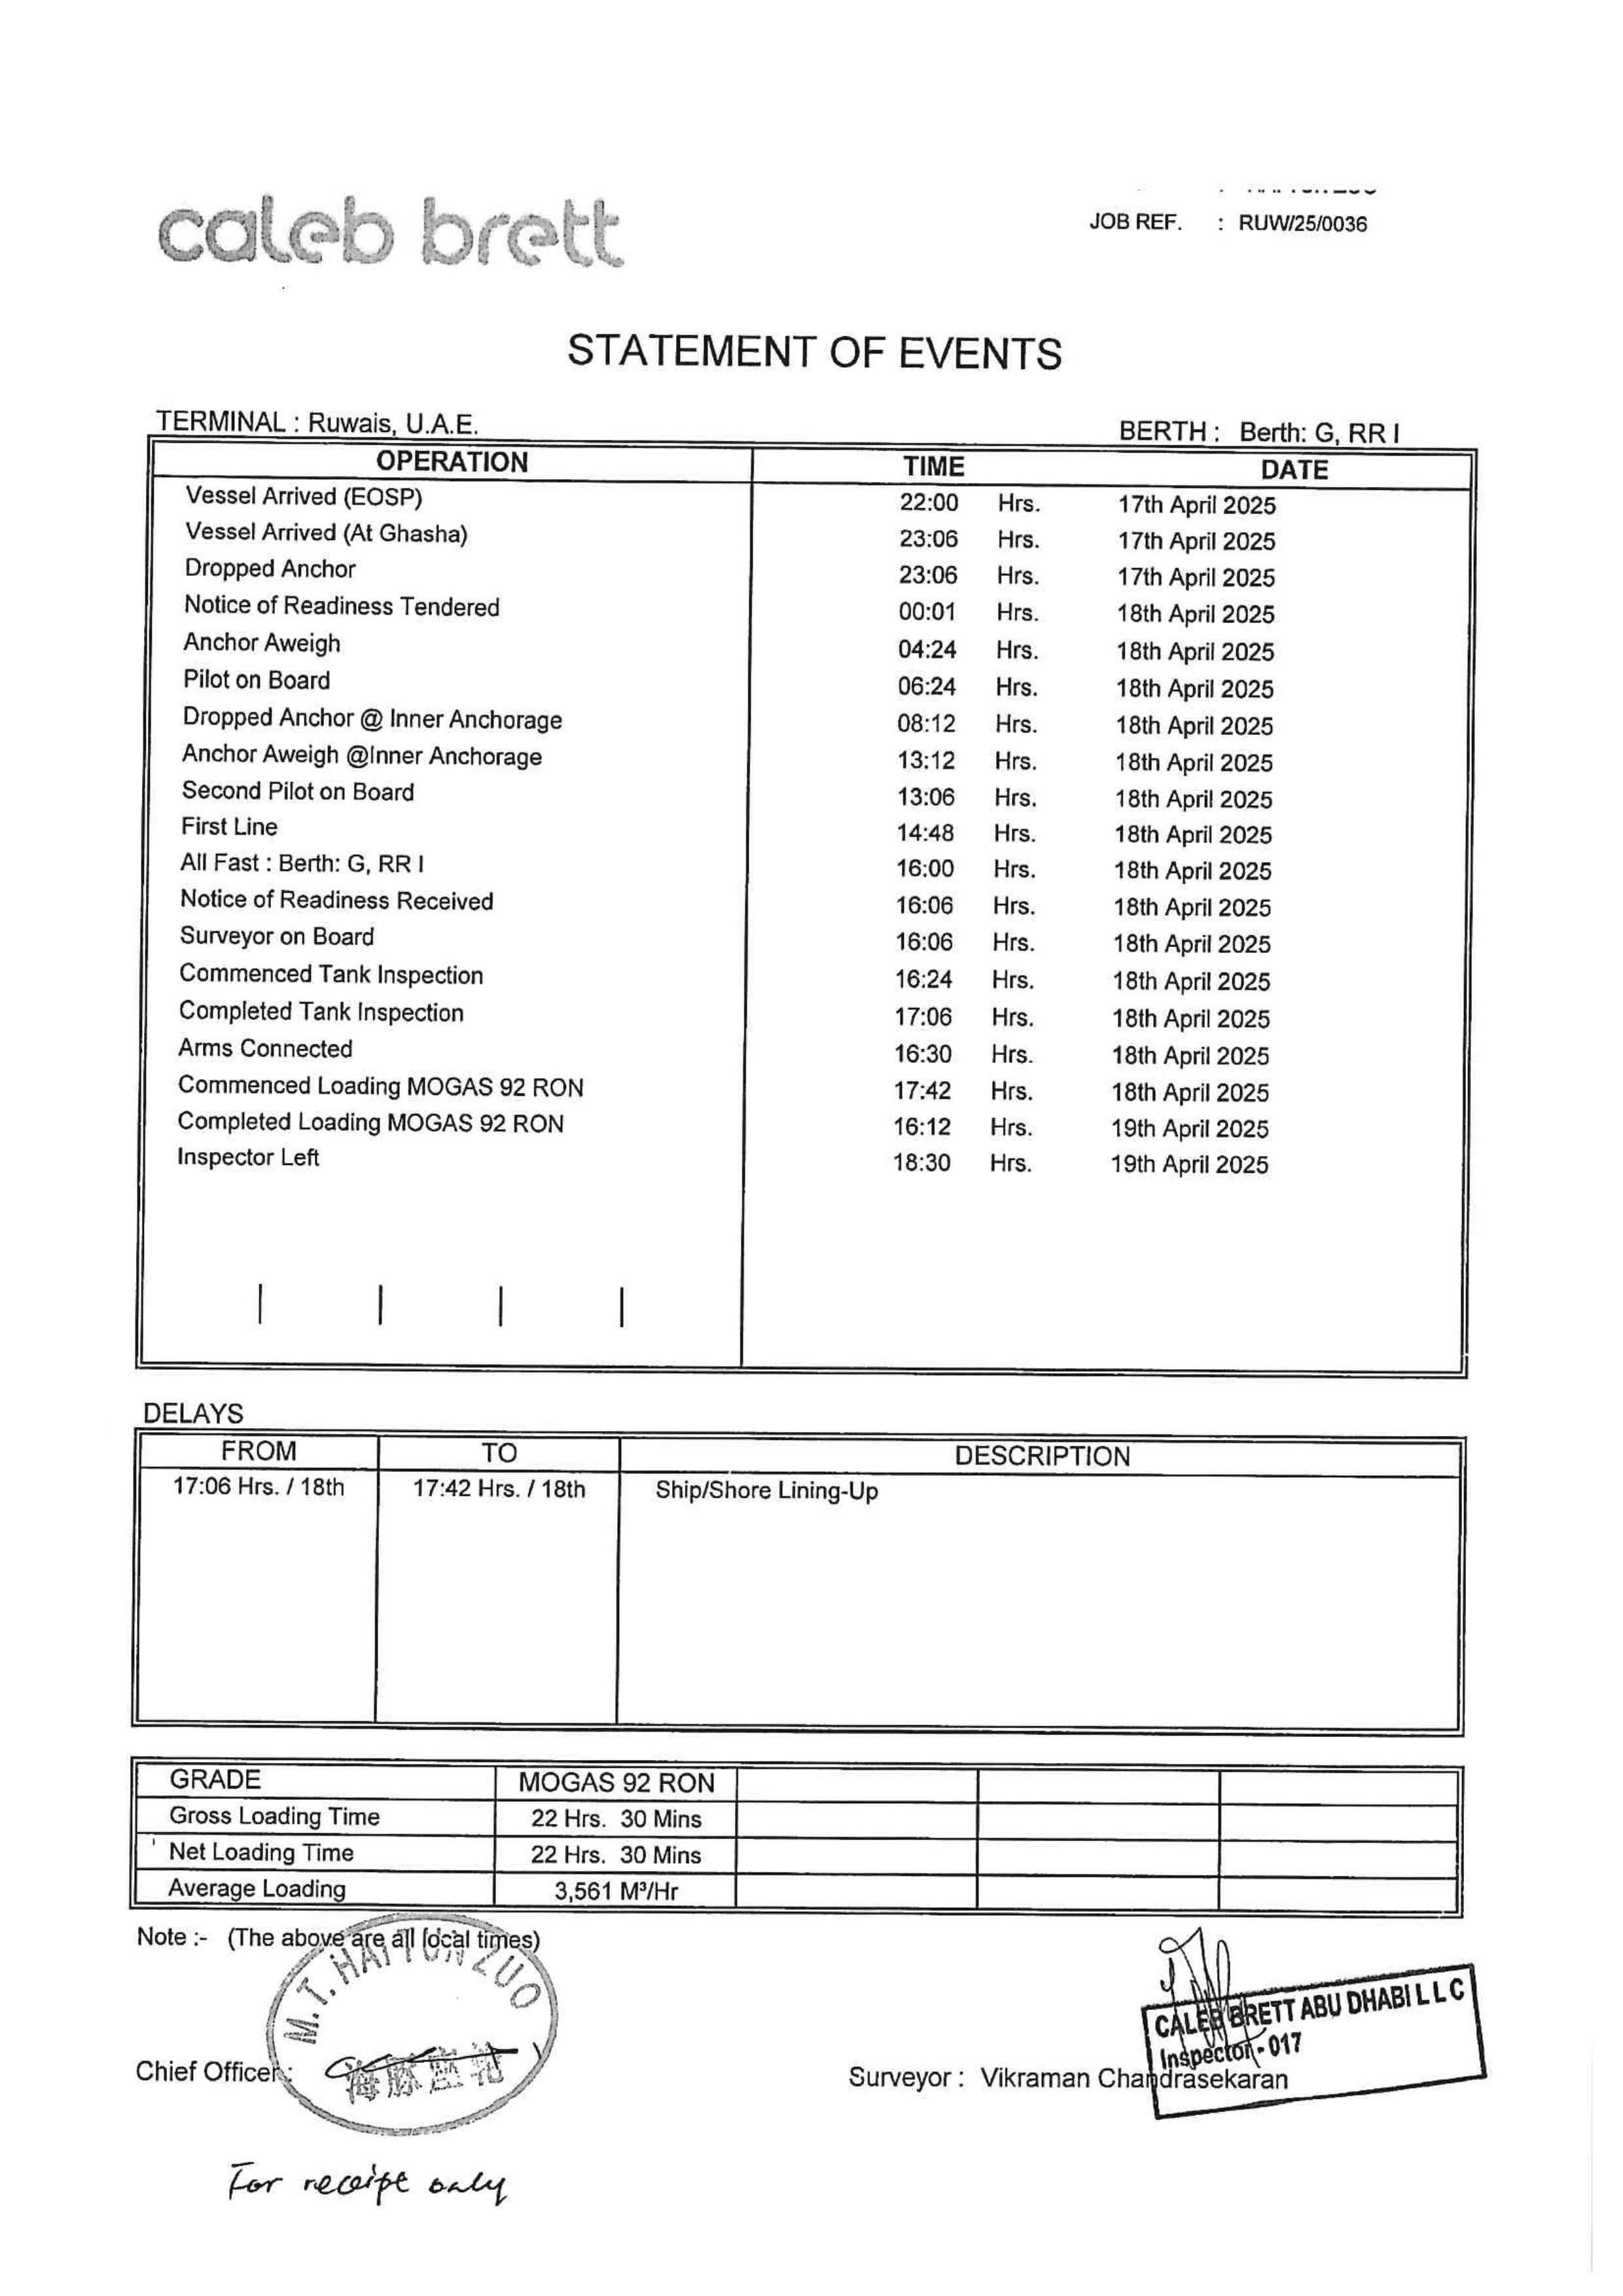 caleb brett
JOB REF. : RUW/25/0036
STATEMENT OF EVENTS
TERMINAL : Ruwais, U.A.E. BERTH : Berth: G, RR I
OPERATION TIME DATE
Vessel Arrived (EOSP) 22:00 Hrs. 17th April 2025
Vessel Arrived (At Ghasha) 23:06 Hrs. 17th April 2025
Dropped Anchor 23:06 Hrs. 17th April 2025
Notice of Readiness Tendered 00:01 Hrs. 18th April 2025
Anchor Aweigh 04:24 Hrs. 18th April 2025
Pilot on Board 06:24 Hrs. 18th April 2025
Dropped Anchor @ Inner Anchorage 08:12 Hrs. 18th April 2025
Anchor Aweigh @Inner Anchorage 13:12 Hrs. 18th April 2025
Second Pilot on Board 13:06 Hrs. 18th April 2025
First Line 14:48 Hrs. 18th April 2025
All Fast : Berth: G, RR I 16:00 Hrs. 18th April 2025
Notice of Readiness Received 16:06 Hrs. 18th April 2025
Surveyor on Board 16:06 Hrs. 18th April 2025
Commenced Tank Inspection 16:24 Hrs. 18th April 2025
Completed Tank Inspection 17:06 Hrs. 18th April 2025
Arms Connected 16:30 Hrs. 18th April 2025
Commenced Loading MOGAS 92 RON 17:42 Hrs. 18th April 2025
Completed Loading MOGAS 92 RON 16:12 Hrs. 19th April 2025
Inspector Left 18:30 Hrs. 19th April 2025
DELAYS
FROM TO DESCRIPTION
17:06 Hrs. / 18th 17:42 Hrs. / 18th Ship/Shore Lining-Up
GRADE MOGAS 92 RON
Gross Loading Time 22 Hrs. 30 Mins
Net Loading Time 22 Hrs. 30 Mins
Average Loading 3,561 M³/Hr
Note :- (The above are all local times)
M.T. HAI TUN ZUO
CALEB BRETT ABU DHABI L L C
Inspector - 017
Chief Officer :
Surveyor : Vikraman Chandrasekaran
For receipt only